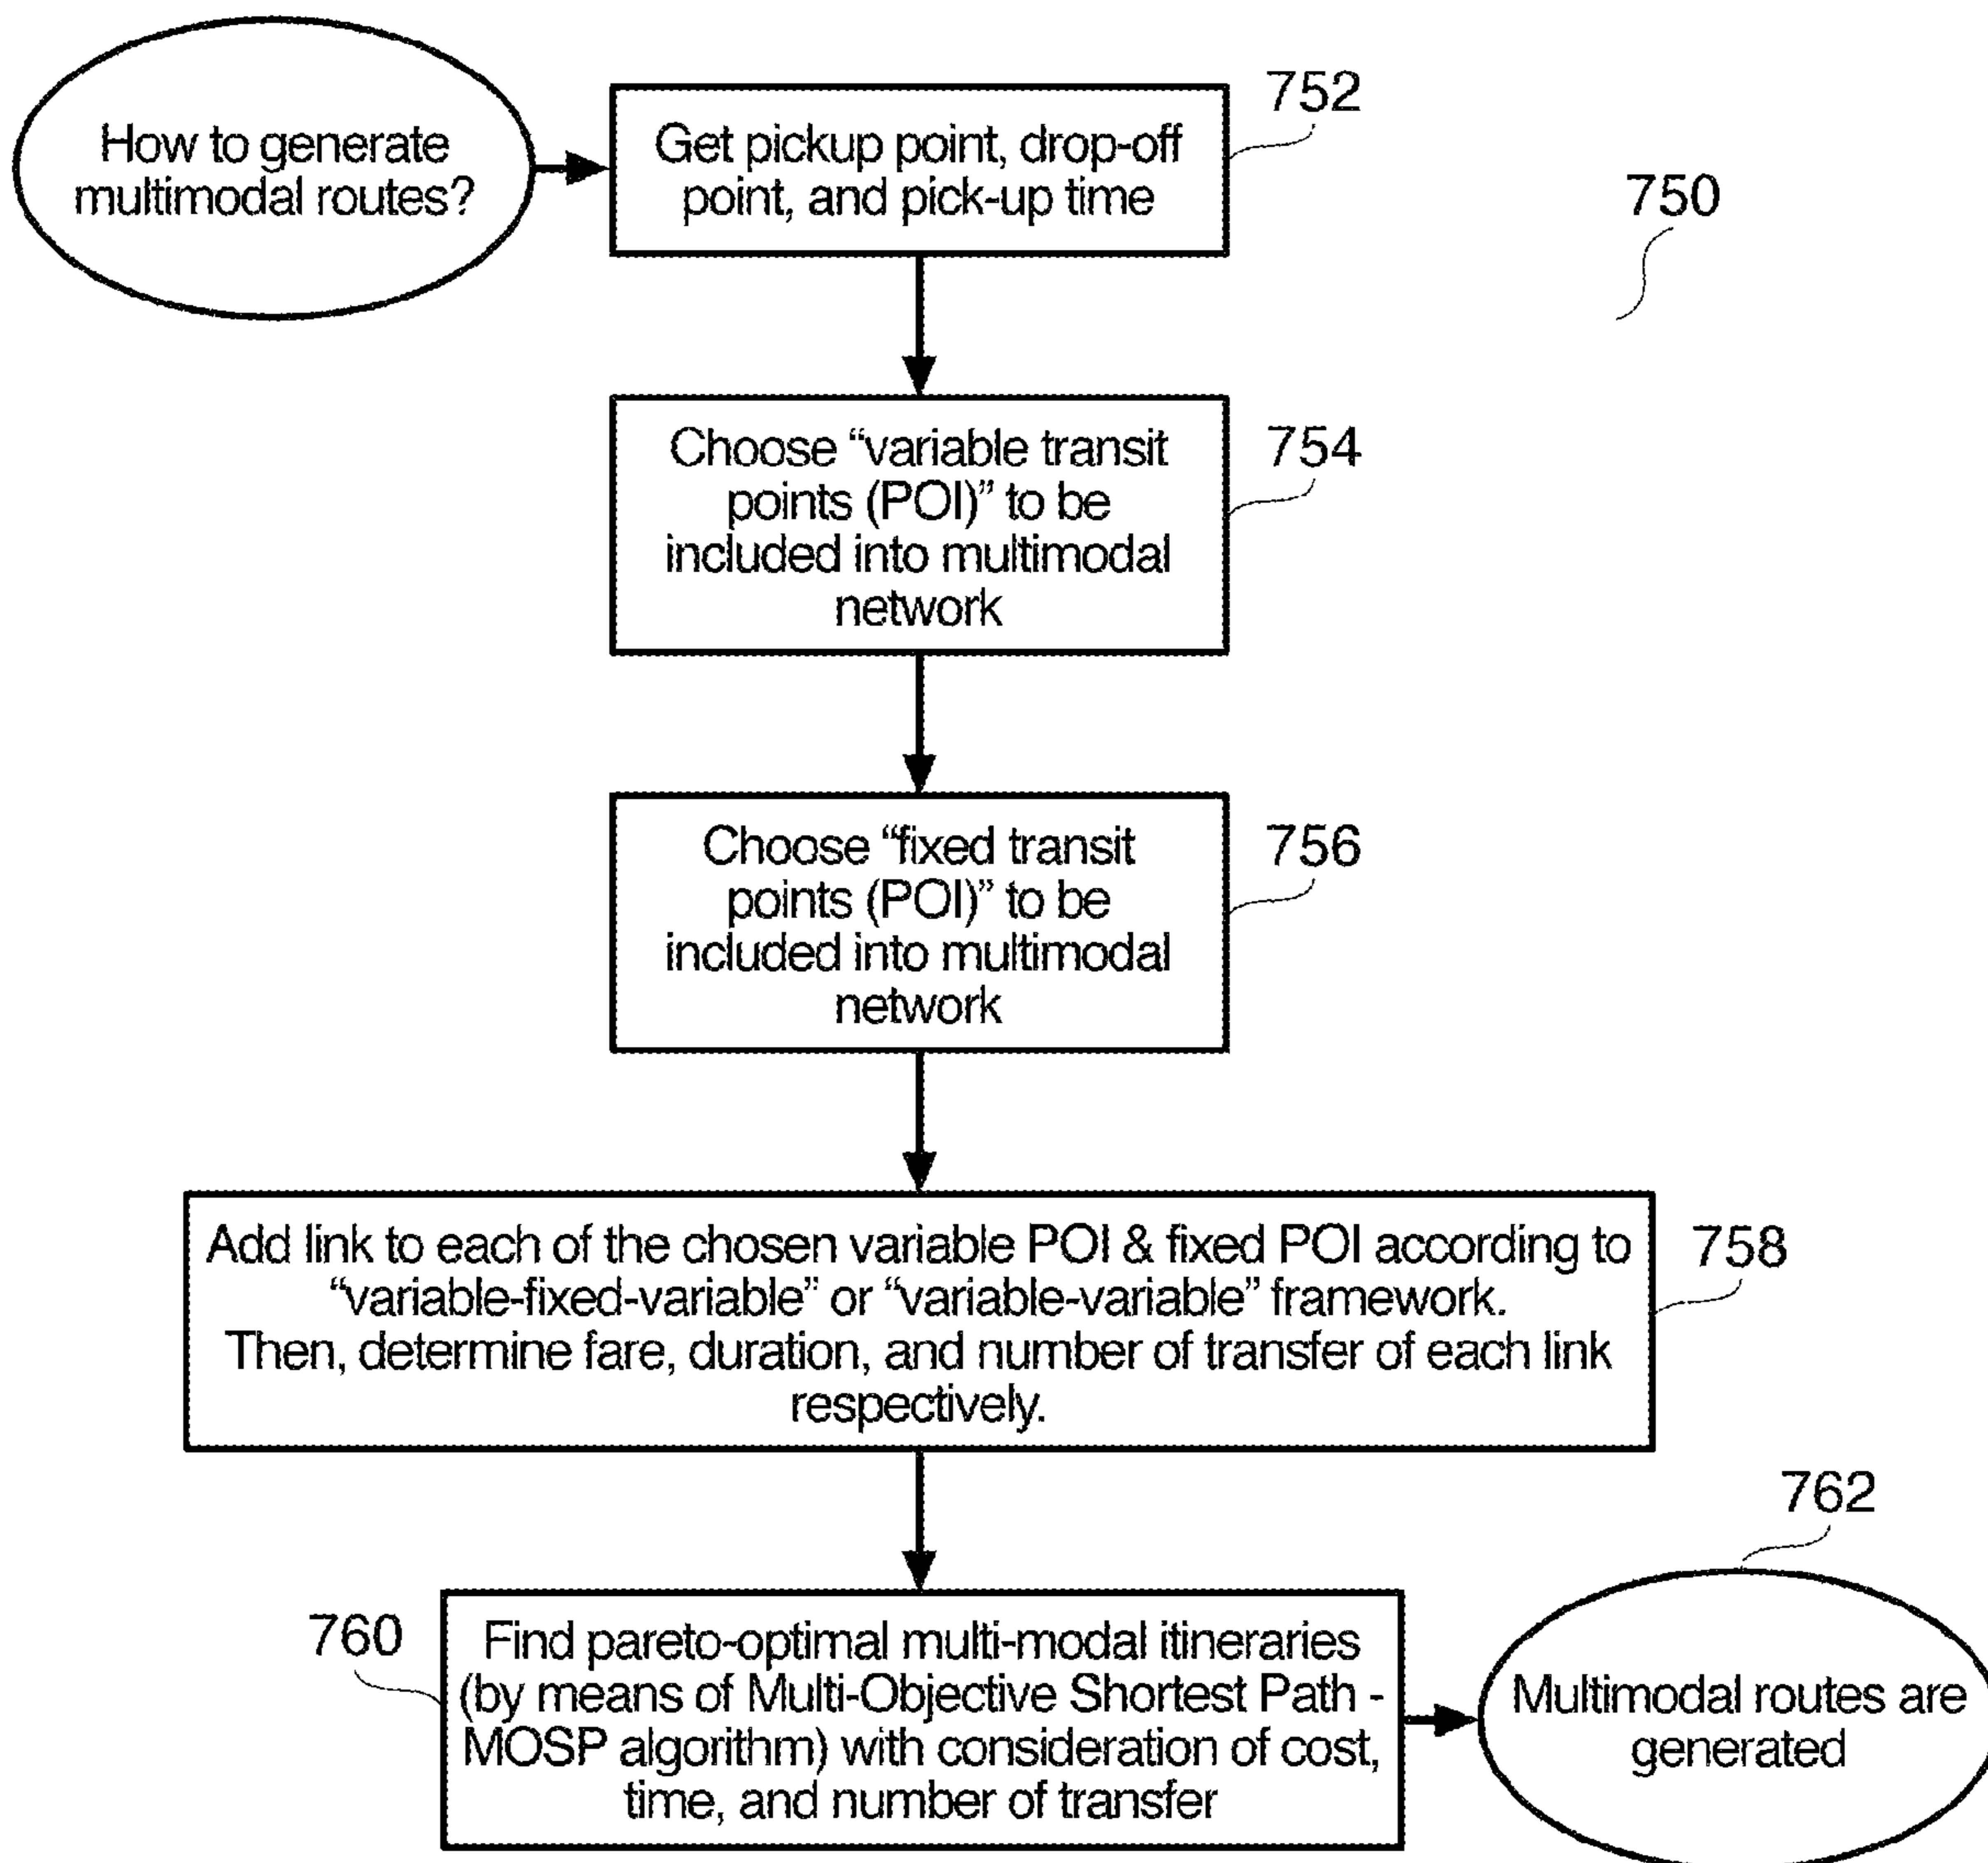 How to generate
multimodal routes?
Get pickup point, drop-off
point, and pick-up time
752
750
Choose “variable transit
points (POI)” to be
included into multimodal
network
754
Choose “fixed transit
points (POI)” to be
included into multimodal
network
756
Add link to each of the chosen variable POI & fixed POI according to
“variable-fixed-variable” or “variable-variable” framework.
Then, determine fare, duration, and number of transfer of each link
respectively.
758
760
Find pareto-optimal multi-modal itineraries
(by means of Multi-Objective Shortest Path -
MOSP algorithm) with consideration of cost,
time, and number of transfer
762
Multimodal routes are
generated